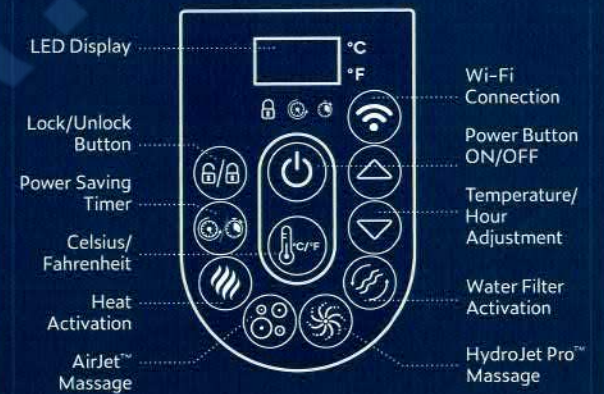 LED Display
°C
°F
Wi-Fi
Connection
Lock/Unlock
Button
Power Button
ON/OFF
Power Saving
Timer
Temperature/
Hour
Adjustment
Celsius/
Fahrenheit
°C/°F
Heat
Activation
Water Filter
Activation
AirJet™
Massage
HydroJet Pro™
Massage